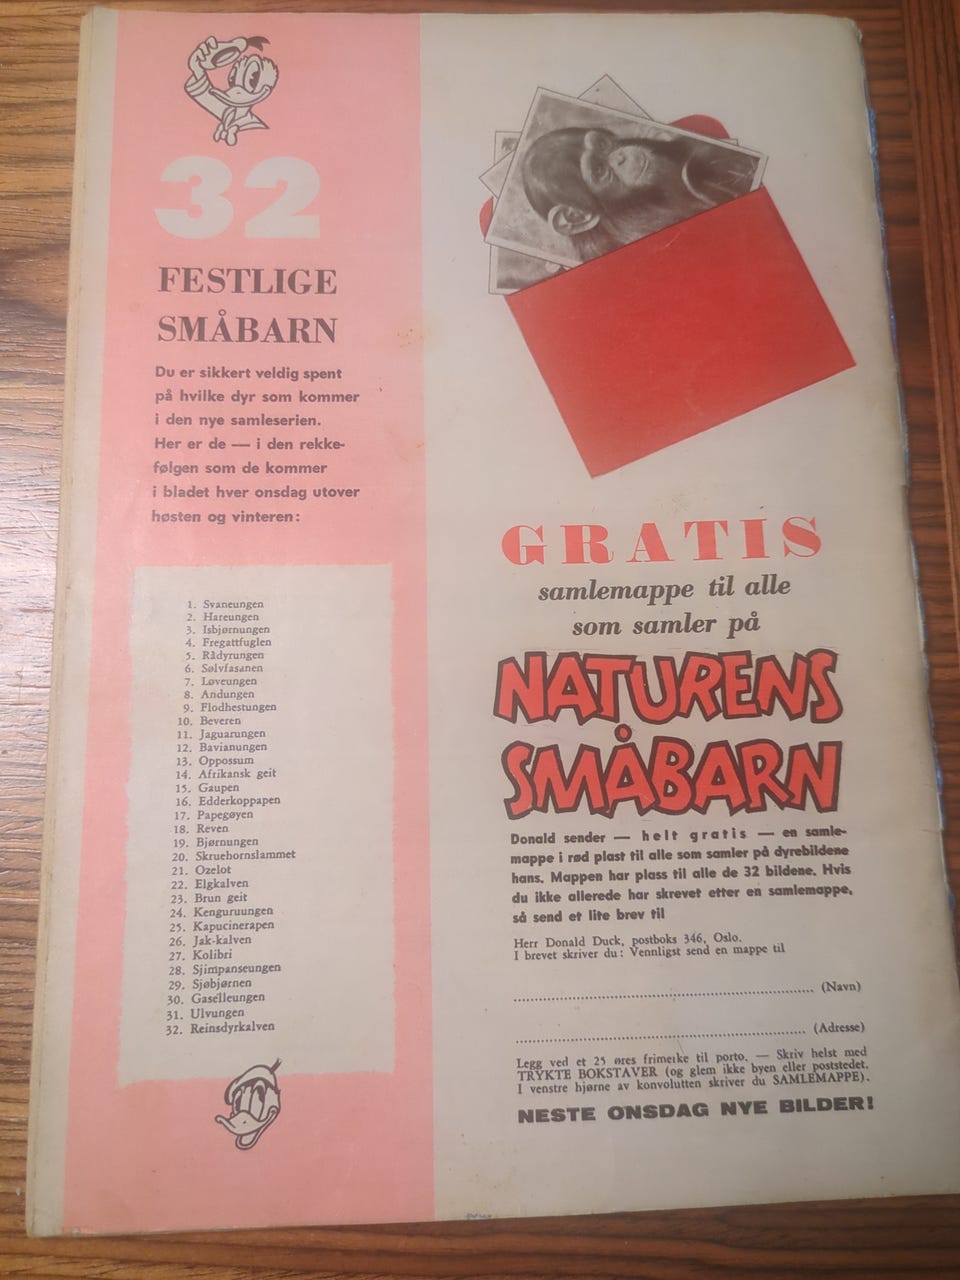 32
FESTLIGE
SMÅBARN
Du er sikkert veldig spent
på hvilke dyr som kommer
i den nye samleserien.
Her er de — i den rekke-
følgen som de kommer
i bladet hver onsdag utover
høsten og vinteren:
1. Svaneungen
2. Hareungen
3. Isbjørnungen
4. Fregattfuglen
5. Rådyrungen
6. Sølvfasanen
7. Løveungen
8. Andungen
9. Flodhestungen
10. Beveren
11. Jaguarungen
12. Bavianungen
13. Oppossum
14. Afrikansk geit
15. Gaupen
16. Edderkoppapen
17. Papegøyen
18. Reven
19. Bjørnungen
20. Skruehornslammet
21. Ozelot
22. Elgkalven
23. Brun geit
24. Kenguruungen
25. Kapucinerapen
26. Jak-kalven
27. Kolibri
28. Sjimpanseungen
29. Sjøbjørnen
30. Gaselleungen
31. Ulvungen
32. Reinsdyrkalven
GRATIS
samlemappe til alle
som samler på
NATURENS
SMÅBARN
Donald sender — helt gratis — en samle-
mappe i rød plast til alle som samler på dyrebildene
hans. Mappen har plass til alle de 32 bildene. Hvis
du ikke allerede har skrevet etter en samlemappe,
så send et lite brev til
Herr Donald Duck, postboks 346, Oslo.
I brevet skriver du: Vennligst send en mappe til
(Navn)
(Adresse)
Legg ved et 25 øres frimerke til porto. — Skriv helst med
TRYKTE BOKSTAVER (og glem ikke byen eller poststedet.
I venstre hjørne av konvolutten skriver du SAMLEMAPPE).
NESTE ONSDAG NYE BILDER!